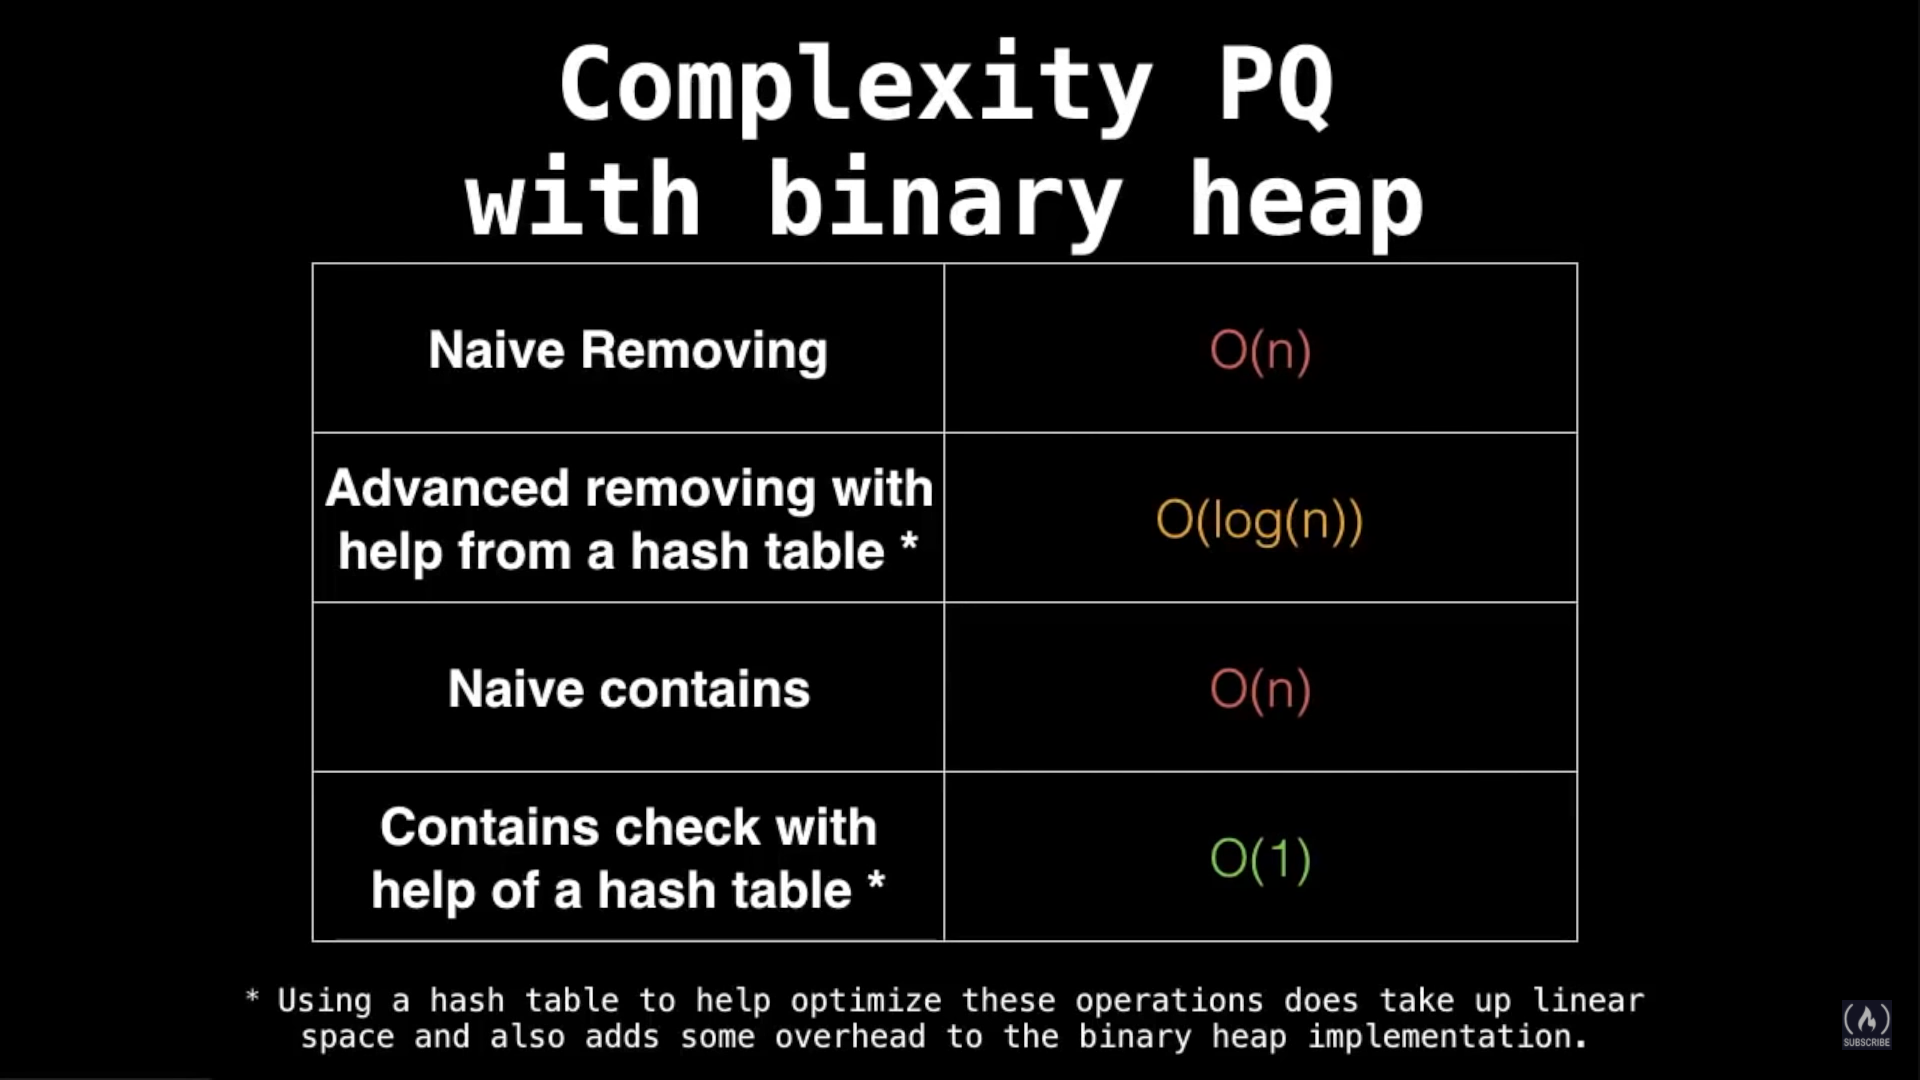 Complexity PQ
with binary heap
Naive Removing
O(n)
Advanced removing with
help from a hash table *
O(log(n))
Naive contains
O(n)
Contains check with
help of a hash table *
O(1)
* Using a hash table to help optimize these operations does take up linear
space and also adds some overhead to the binary heap implementation.
SUBSCRIBE